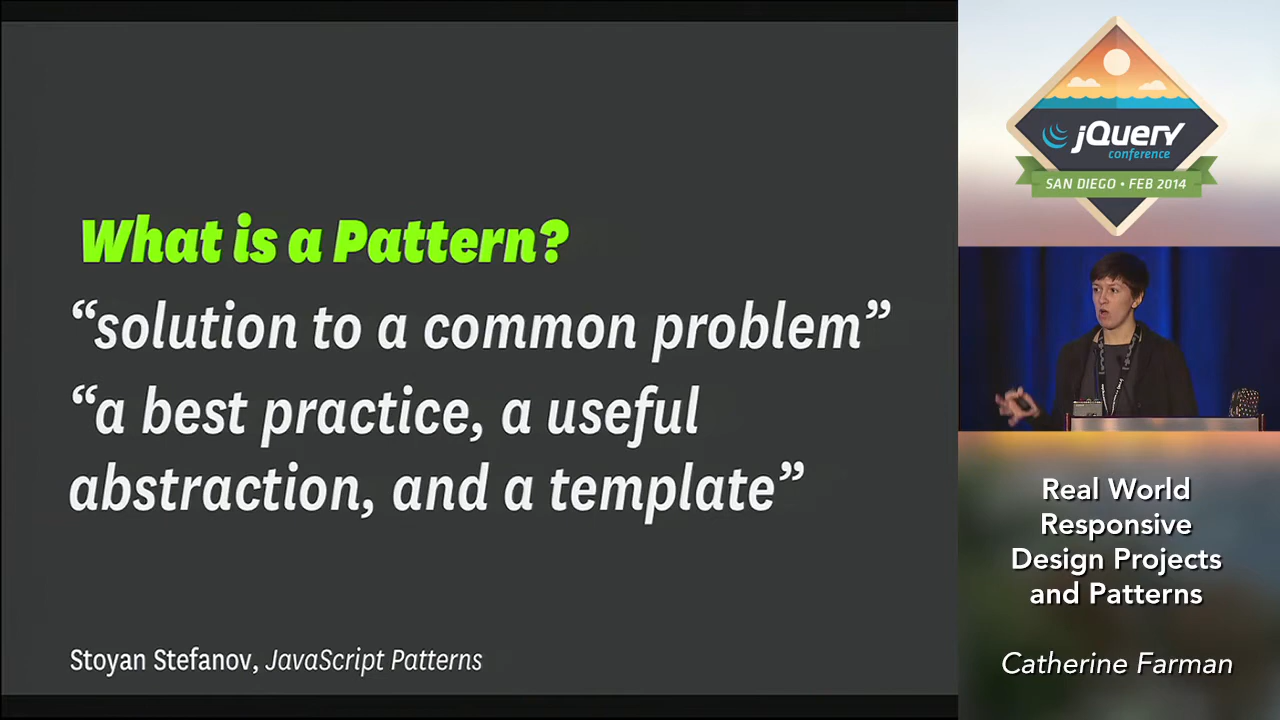 What is a Pattern?
“solution to a common problem”
“a best practice, a useful
abstraction, and a template”
Stoyan Stefanov, JavaScript Patterns
jQuery
conference
SAN DIEGO • FEB 2014
Real World
Responsive
Design Projects
and Patterns
Catherine Farman